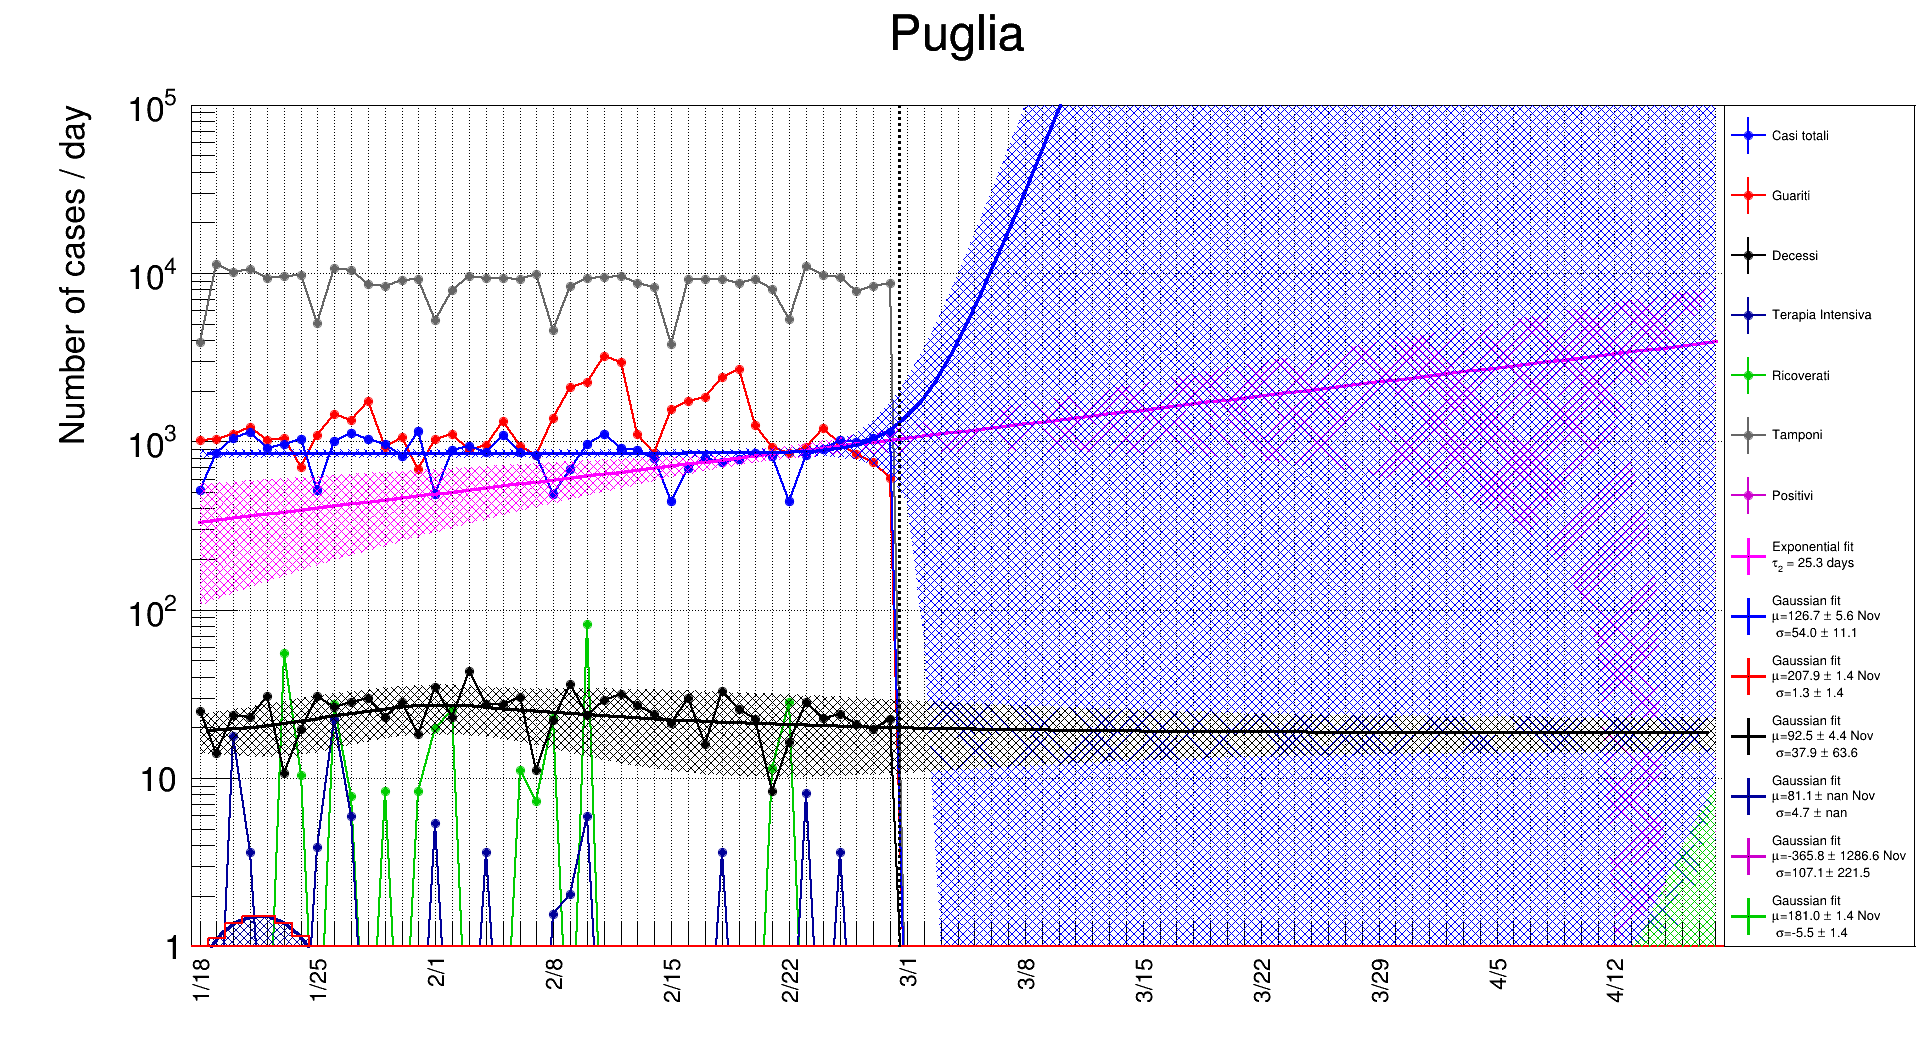 Puglia
Number of cases / day
10^5
10^4
10^3
10^2
10
1
1/18
1/25
2/1
2/8
2/15
2/22
3/1
3/8
3/15
3/22
3/29
4/5
4/12
Casi totali
Guariti
Decessi
Terapia Intensiva
Ricoverati
Tamponi
Positivi
Exponential fit
τ_2 = 25.3 days
Gaussian fit
μ=126.7 ± 5.6 Nov
σ=54.0 ± 11.1
Gaussian fit
μ=207.9 ± 1.4 Nov
σ=1.3 ± 1.4
Gaussian fit
μ=92.5 ± 4.4 Nov
σ=37.9 ± 63.6
Gaussian fit
μ=81.1 ± nan Nov
σ=4.7 ± nan
Gaussian fit
μ=-365.8 ± 1286.6 Nov
σ=107.1 ± 221.5
Gaussian fit
μ=181.0 ± 1.4 Nov
σ=-5.5 ± 1.4